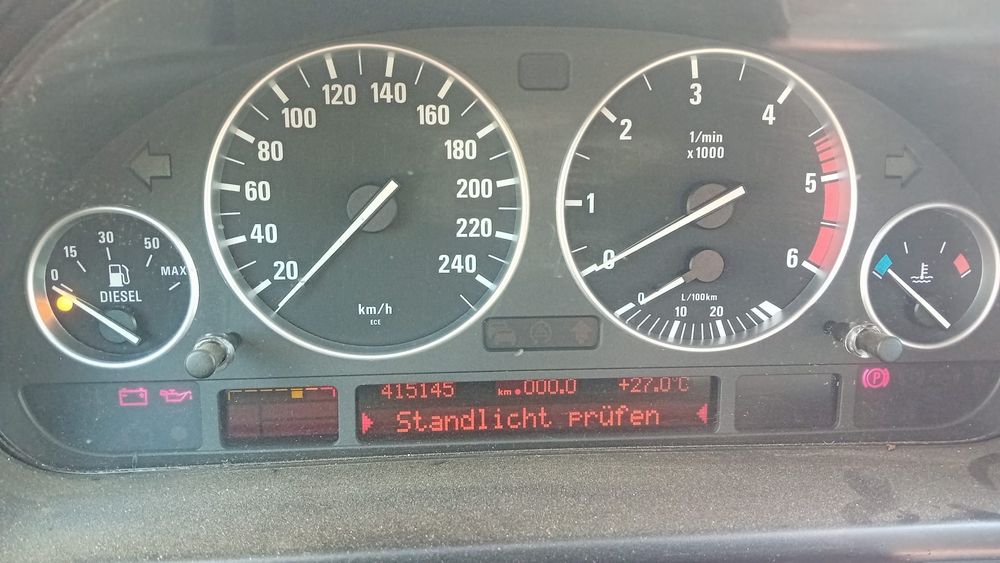 20 40 60 80 100 120 140 160 180 200 220 240
km/h
ECE
0 1 2 3 4 5 6
1/min
x 1000
0 10 20
L/100km
0 15 30 50 MAX
DIESEL
415145 km 000.0 +27.0°C
Standlicht prüfen
P